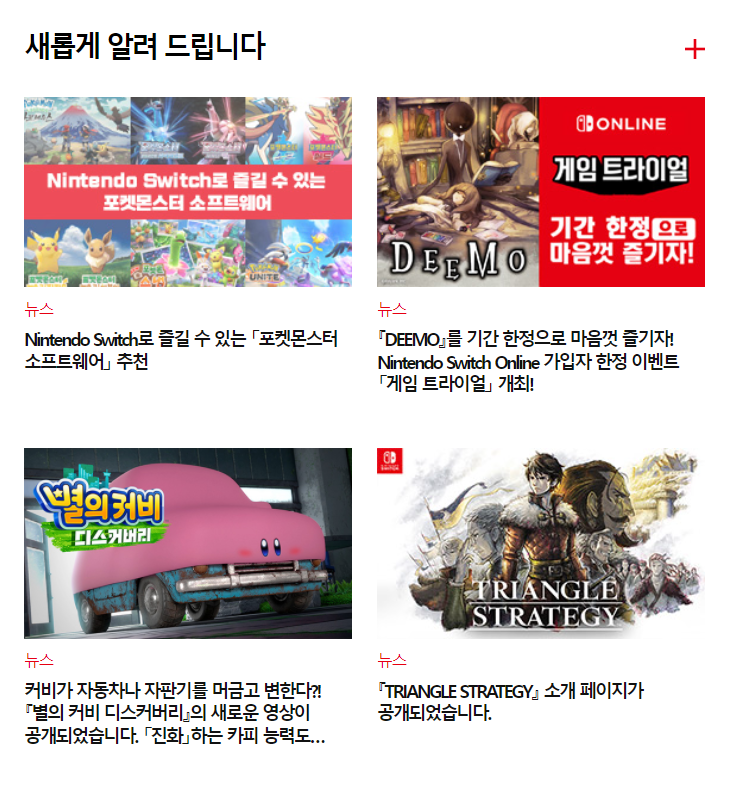 새롭게 알려 드립니다
Nintendo Switch로 즐길 수 있는
포켓몬스터 소프트웨어
UNITE
뉴스
Nintendo Switch로 즐길 수 있는 「포켓몬스터
소프트웨어」 추천
DEEMO
ONLINE
게임 트라이얼
기간 한정으로
마음껏 즐기자!
뉴스
『DEEMO』를 기간 한정으로 마음껏 즐기자!
Nintendo Switch Online 가입자 한정 이벤트
「게임 트라이얼」 개최!
별의 커비
디스커버리
뉴스
커비가 자동차나 자판기를 머금고 변한다?!
『별의 커비 디스커버리』의 새로운 영상이
공개되었습니다. 「진화」하는 카피 능력도…
TRIANGLE
STRATEGY
뉴스
『TRIANGLE STRATEGY』 소개 페이지가
공개되었습니다.